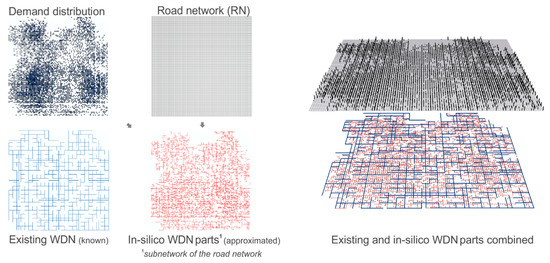 Demand distribution
Road network (RN)
Existing WDN (known)
In-silico WDN parts¹ (approximated)
¹subnetwork of the road network
Existing and in-silico WDN parts combined